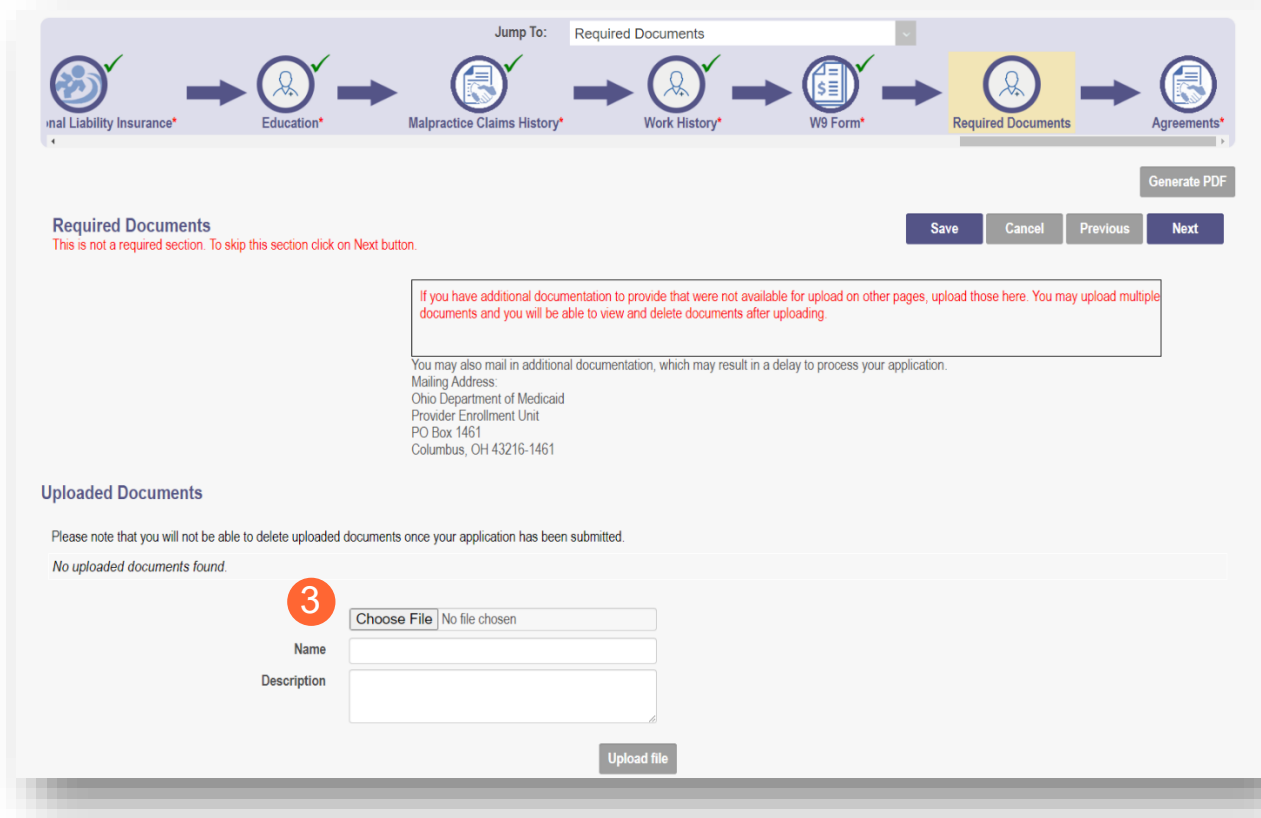 Jump To: Required Documents
onal Liability Insurance* Education* Malpractice Claims History* Work History* W9 Form* Required Documents Agreements*
Generate PDF
Required Documents
This is not a required section. To skip this section click on Next button.
Save Cancel Previous Next
If you have additional documentation to provide that were not available for upload on other pages, upload those here. You may upload multiple
documents and you will be able to view and delete documents after uploading.
You may also mail in additional documentation, which may result in a delay to process your application.
Mailing Address:
Ohio Department of Medicaid
Provider Enrollment Unit
PO Box 1461
Columbus, OH 43216-1461
Uploaded Documents
Please note that you will not be able to delete uploaded documents once your application has been submitted.
No uploaded documents found.
3
Choose File No file chosen
Name
Description
Upload file